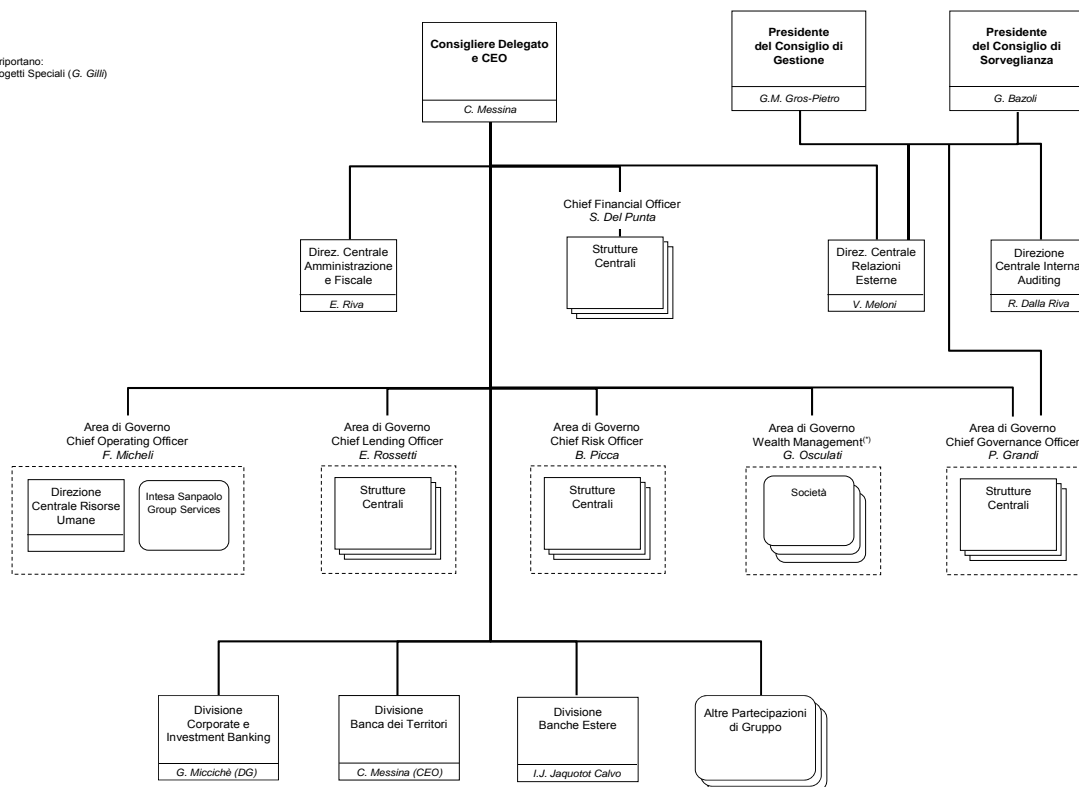 Consigliere Delegato
e CEO
C. Messina
Presidente
del Consiglio di
Gestione
G.M. Gros-Pietro
Presidente
del Consiglio di
Sorveglianza
G. Bazoli
riportano:
ogetti Speciali (G. Gilli)
Chief Financial Officer
S. Del Punta
Strutture
Centrali
Direz. Centrale
Amministrazione
e Fiscale
E. Riva
Direz. Centrale
Relazioni
Esterne
V. Meloni
Direzione
Centrale Interna
Auditing
R. Dalla Riva
Area di Governo
Chief Operating Officer
F. Micheli
Direzione
Centrale Risorse
Umane
Intesa Sanpaolo
Group Services
Area di Governo
Chief Lending Officer
E. Rossetti
Strutture
Centrali
Area di Governo
Chief Risk Officer
B. Picca
Strutture
Centrali
Area di Governo
Wealth Management(*)
G. Osculati
Società
Area di Governo
Chief Governance Officer
P. Grandi
Strutture
Centrali
Divisione
Corporate e
Investment Banking
G. Miccichè (DG)
Divisione
Banca dei Territori
C. Messina (CEO)
Divisione
Banche Estere
I.J. Jaquotot Calvo
Altre Partecipazioni
di Gruppo